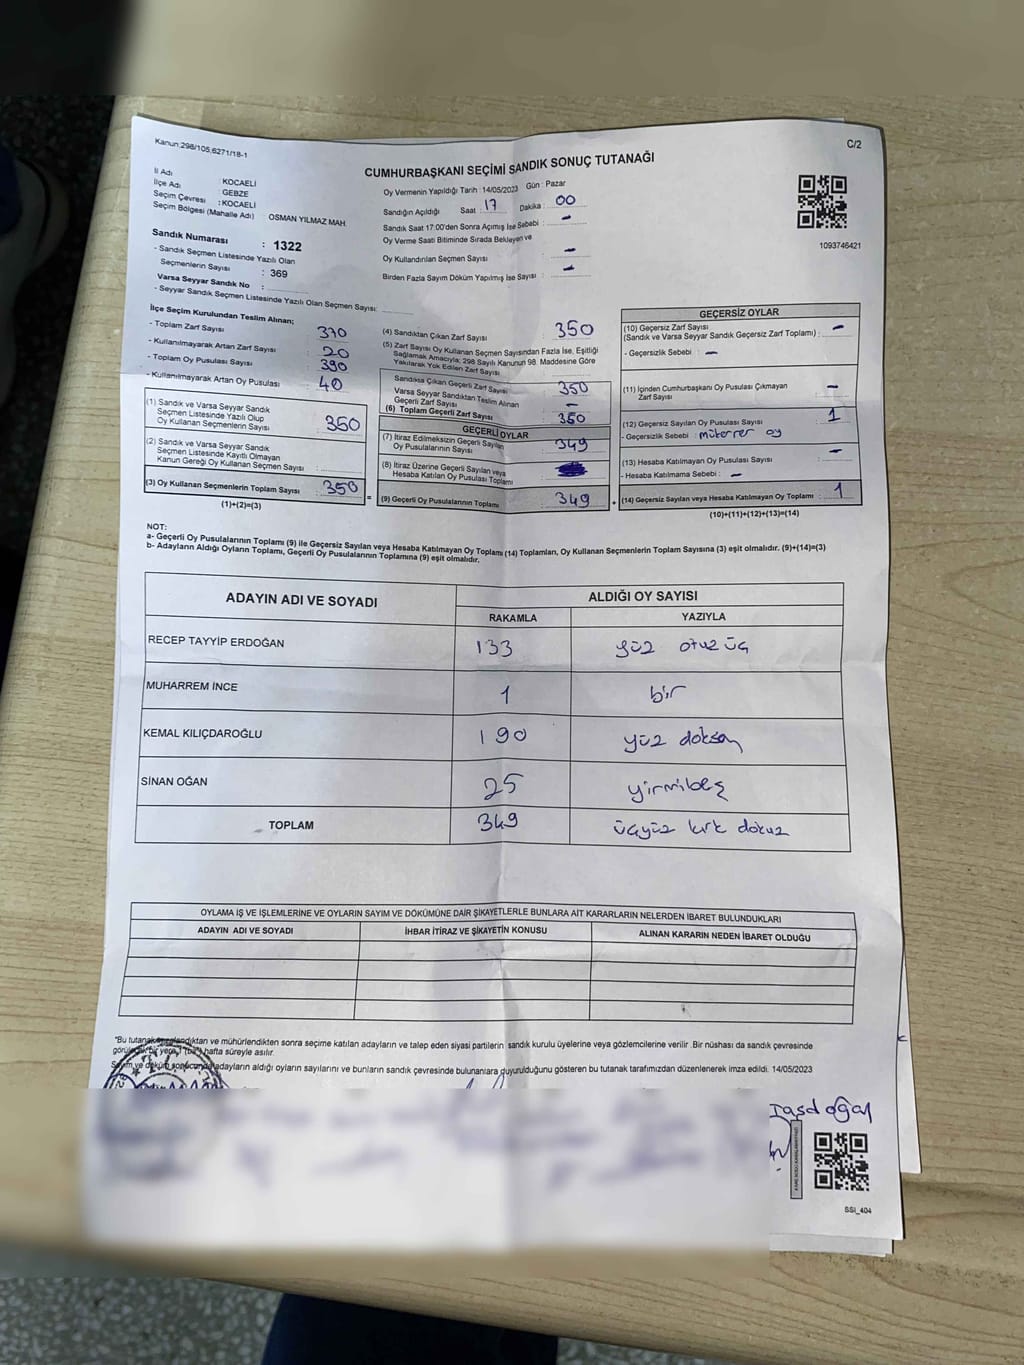 Kanun:298/105,6271/18-1
C/2
CUMHURBAŞKANI SEÇİMİ SANDIK SONUÇ TUTANAĞI
İl Adı : KOCAELİ
İlçe Adı : GEBZE
Seçim Çevresi : KOCAELİ
Seçim Bölgesi (Mahalle Adı) OSMAN YILMAZ MAH.
Sandık Numarası : 1322
- Sandık Seçmen Listesinde Yazılı Olan
Seçmenlerin Sayısı : 369
Varsa Seyyar Sandık No :
- Seyyar Sandık Seçmen Listesinde Yazılı Olan Seçmen Sayısı:
Oy Vermenin Yapıldığı Tarih : 14/05/2023 Gün : Pazar
Sandığın Açıldığı Saat : 17 Dakika : 00
Sandık Saat 17:00'den Sonra Açımış İse Sebebi : -
Oy Verme Saati Bitiminde Sırada Bekleyen ve
Oy Kullandırılan Seçmen Sayısı : -
Birden Fazla Sayım Döküm Yapılmış İse Sayısı : -
1093746421
İlçe Seçim Kurulundan Teslim Alınan;
- Toplam Zarf Sayısı : 370
- Kullanılmayarak Artan Zarf Sayısı : 20
- Toplam Oy Pusulası Sayısı : 390
- Kullanılmayarak Artan Oy Pusulası : 40
(1) Sandık ve Varsa Seyyar Sandık
Seçmen Listesinde Yazılı Olup
Oy Kullanan Seçmenlerin Sayısı : 350
(2) Sandık ve Varsa Seyyar Sandık
Seçmen Listesinde Kayıtlı Olmayan
Kanun Gereği Oy Kullanan Seçmen Sayısı :
(3) Oy Kullanan Seçmenlerin Toplam Sayısı : 350
(1)+(2)=(3)
(4) Sandıktan Çıkan Zarf Sayısı : 350
(5) Zarf Sayısı Oy Kullanan Seçmen Sayısından Fazla İse, Eşitliği
Sağlamak Amacıyla; 298 Sayılı Kanunun 98. Maddesine Göre
Yakılarak Yok Edilen Zarf Sayısı :
Sandıksa Çıkan Geçerli Zarf Sayısı : 350
Varsa Seyyar Sandıktan Teslim Alınan
Geçerli Zarf Sayısı : -
(6) Toplam Geçerli Zarf Sayısı : 350
GEÇERLİ OYLAR
(7) İtiraz Edilmeksizin Geçerli Sayılan
Oy Pusulalarının Sayısı : 349
(8) İtiraz Üzerine Geçerli Sayılan veya
Hesaba Katılan Oy Pusulası Toplamı :
= (9) Geçerli Oy Pusulalarının Toplamı : 349 +
GEÇERSİZ OYLAR
(10) Geçersiz Zarf Sayısı
(Sandık ve Varsa Seyyar Sandık Geçersiz Zarf Toplamı) : -
- Geçersizlik Sebebi : -
(11) İçinden Cumhurbaşkanı Oy Pusulası Çıkmayan
Zarf Sayısı : -
(12) Geçersiz Sayılan Oy Pusulası Sayısı : 1
- Geçersizlik Sebebi : müterrer oy
(13) Hesaba Katılmayan Oy Pusulası Sayısı : -
- Hesaba Katılmama Sebebi : -
(14) Geçersiz Sayılan veya Hesaba Katılmayan Oy Toplamı : 1
(10)+(11)+(12)+(13)=(14)
NOT:
a- Geçerli Oy Pusulalarının Toplamı (9) ile Geçersiz Sayılan veya Hesaba Katılmayan Oy Toplamı (14) Toplamları, Oy Kullanan Seçmenlerin Toplam Sayısına (3) eşit olmalıdır. (9)+(14)=(3)
b- Adayların Aldığı Oyların Toplamı, Geçerli Oy Pusulalarının Toplamına (9) eşit olmalıdır.
ADAYIN ADI VE SOYADI ALDIĞI OY SAYISI
RAKAMLA YAZIYLA
RECEP TAYYİP ERDOĞAN 133 yüz otuz üç
MUHARREM İNCE 1 bir
KEMAL KILIÇDAROĞLU 190 yüz doksan
SİNAN OĞAN 25 yirmibeş
TOPLAM 349 üçyüz kırk dokuz
OYLAMA İŞ VE İŞLEMLERİNE VE OYLARIN SAYIM VE DÖKÜMÜNE DAİR ŞİKAYETLERLE BUNLARA AİT KARARLARIN NELERDEN İBARET BULUNDUKLARI
ADAYIN ADI VE SOYADI İHBAR İTİRAZ VE ŞİKAYETİN KONUSU ALINAN KARARIN NEDEN İBARET OLDUĞU
"Bu tutanak onaylandıktan ve mühürlendikten sonra seçime katılan adayların ve talep eden siyasi partilerin sandık kurulu üyelerine veya gözlemcilerine verilir .Bir nüshası da sandık çevresinde
görülebilir yere 1 (bir) hafta süreyle asılır.
Sayım ve döküm sonucunda adayların aldığı oyların sayılarını ve bunların sandık çevresinde bulunanlara duyurulduğunu gösteren bu tutanak tarafımızdan düzenlenerek imza edildi. 14/05/2023
Taşdoğan
SSİ_404